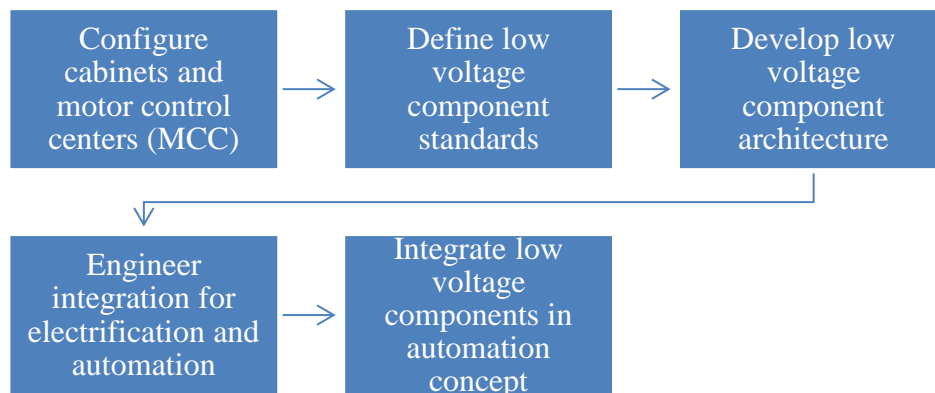 Configure
cabinets and
motor control
centers (MCC)
Define low
voltage
component
standards
Develop low
voltage
component
architecture
Engineer
integration for
electrification and
automation
Integrate low
voltage
components in
automation
concept